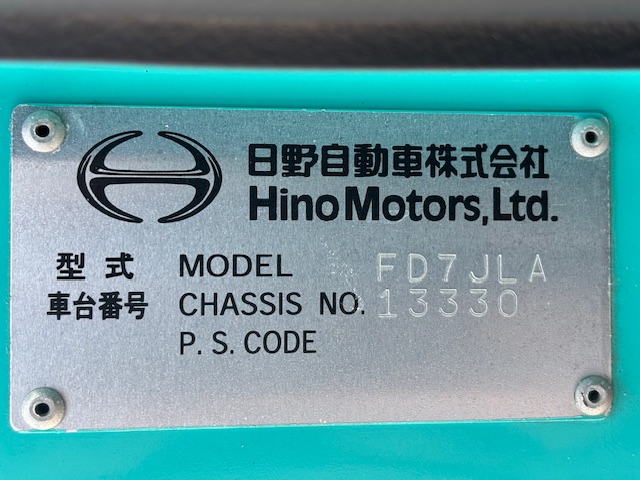 日野自動車株式会社
Hino Motors, Ltd.
型式 MODEL FD7JLA
車台番号 CHASSIS NO. 13330
P. S. CODE